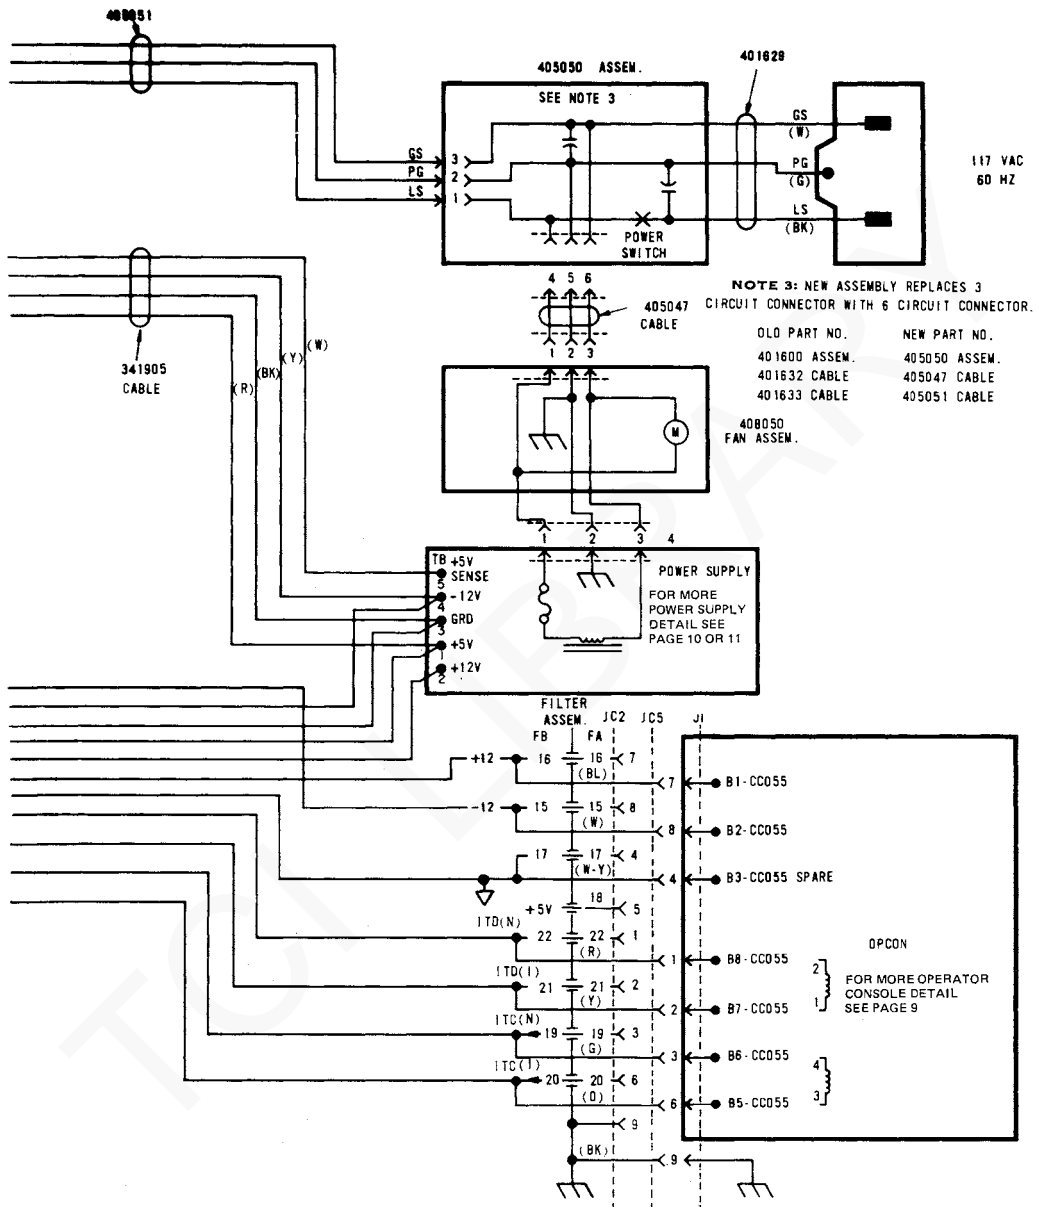 405050 ASSEM.
401629
SEE NOTE 3
GS
(W)
GS
3
PG
2
LS
1
PG
(G)
LS
(BK)
117 VAC
60 HZ
POWER
SWITCH
4 5 6
405047
CABLE
1 2 3
NOTE 3: NEW ASSEMBLY REPLACES 3
CIRCUIT CONNECTOR WITH 6 CIRCUIT CONNECTOR.
OLD PART NO. NEW PART NO.
401600 ASSEM. 405050 ASSEM.
401632 CABLE 405047 CABLE
401633 CABLE 405051 CABLE
341905
CABLE
(R)
(BK)
(Y)
(W)
M
408050
FAN ASSEM.
1 2 3 4
TB +5V
SENSE
5
-12V
4
GRD
3
+5V
1
+12V
2
POWER SUPPLY
FOR MORE
POWER SUPPLY
DETAIL SEE
PAGE 10 OR 11
FILTER
ASSEM.
FB FA JC2 JC5 J1
+12 16 16 7
(BL)
7 B1-CC055
-12 15 15 8
(W)
8 B2-CC055
17 17 4
(W-Y)
4 B3-CC055 SPARE
+5V 18 5
ITD(N)
22 22 1
(R)
1 B8-CC055
ITD(I)
21 21 2
(Y)
2 B7-CC055
ITC(N)
19 19 3
(G)
3 B6-CC055
ITC(I)
20 20 6
(O)
6 B5-CC055
9
(BK)
9
OPCON
2
1
FOR MORE OPERATOR
CONSOLE DETAIL
SEE PAGE 9
4
3
TCI LIBRARY